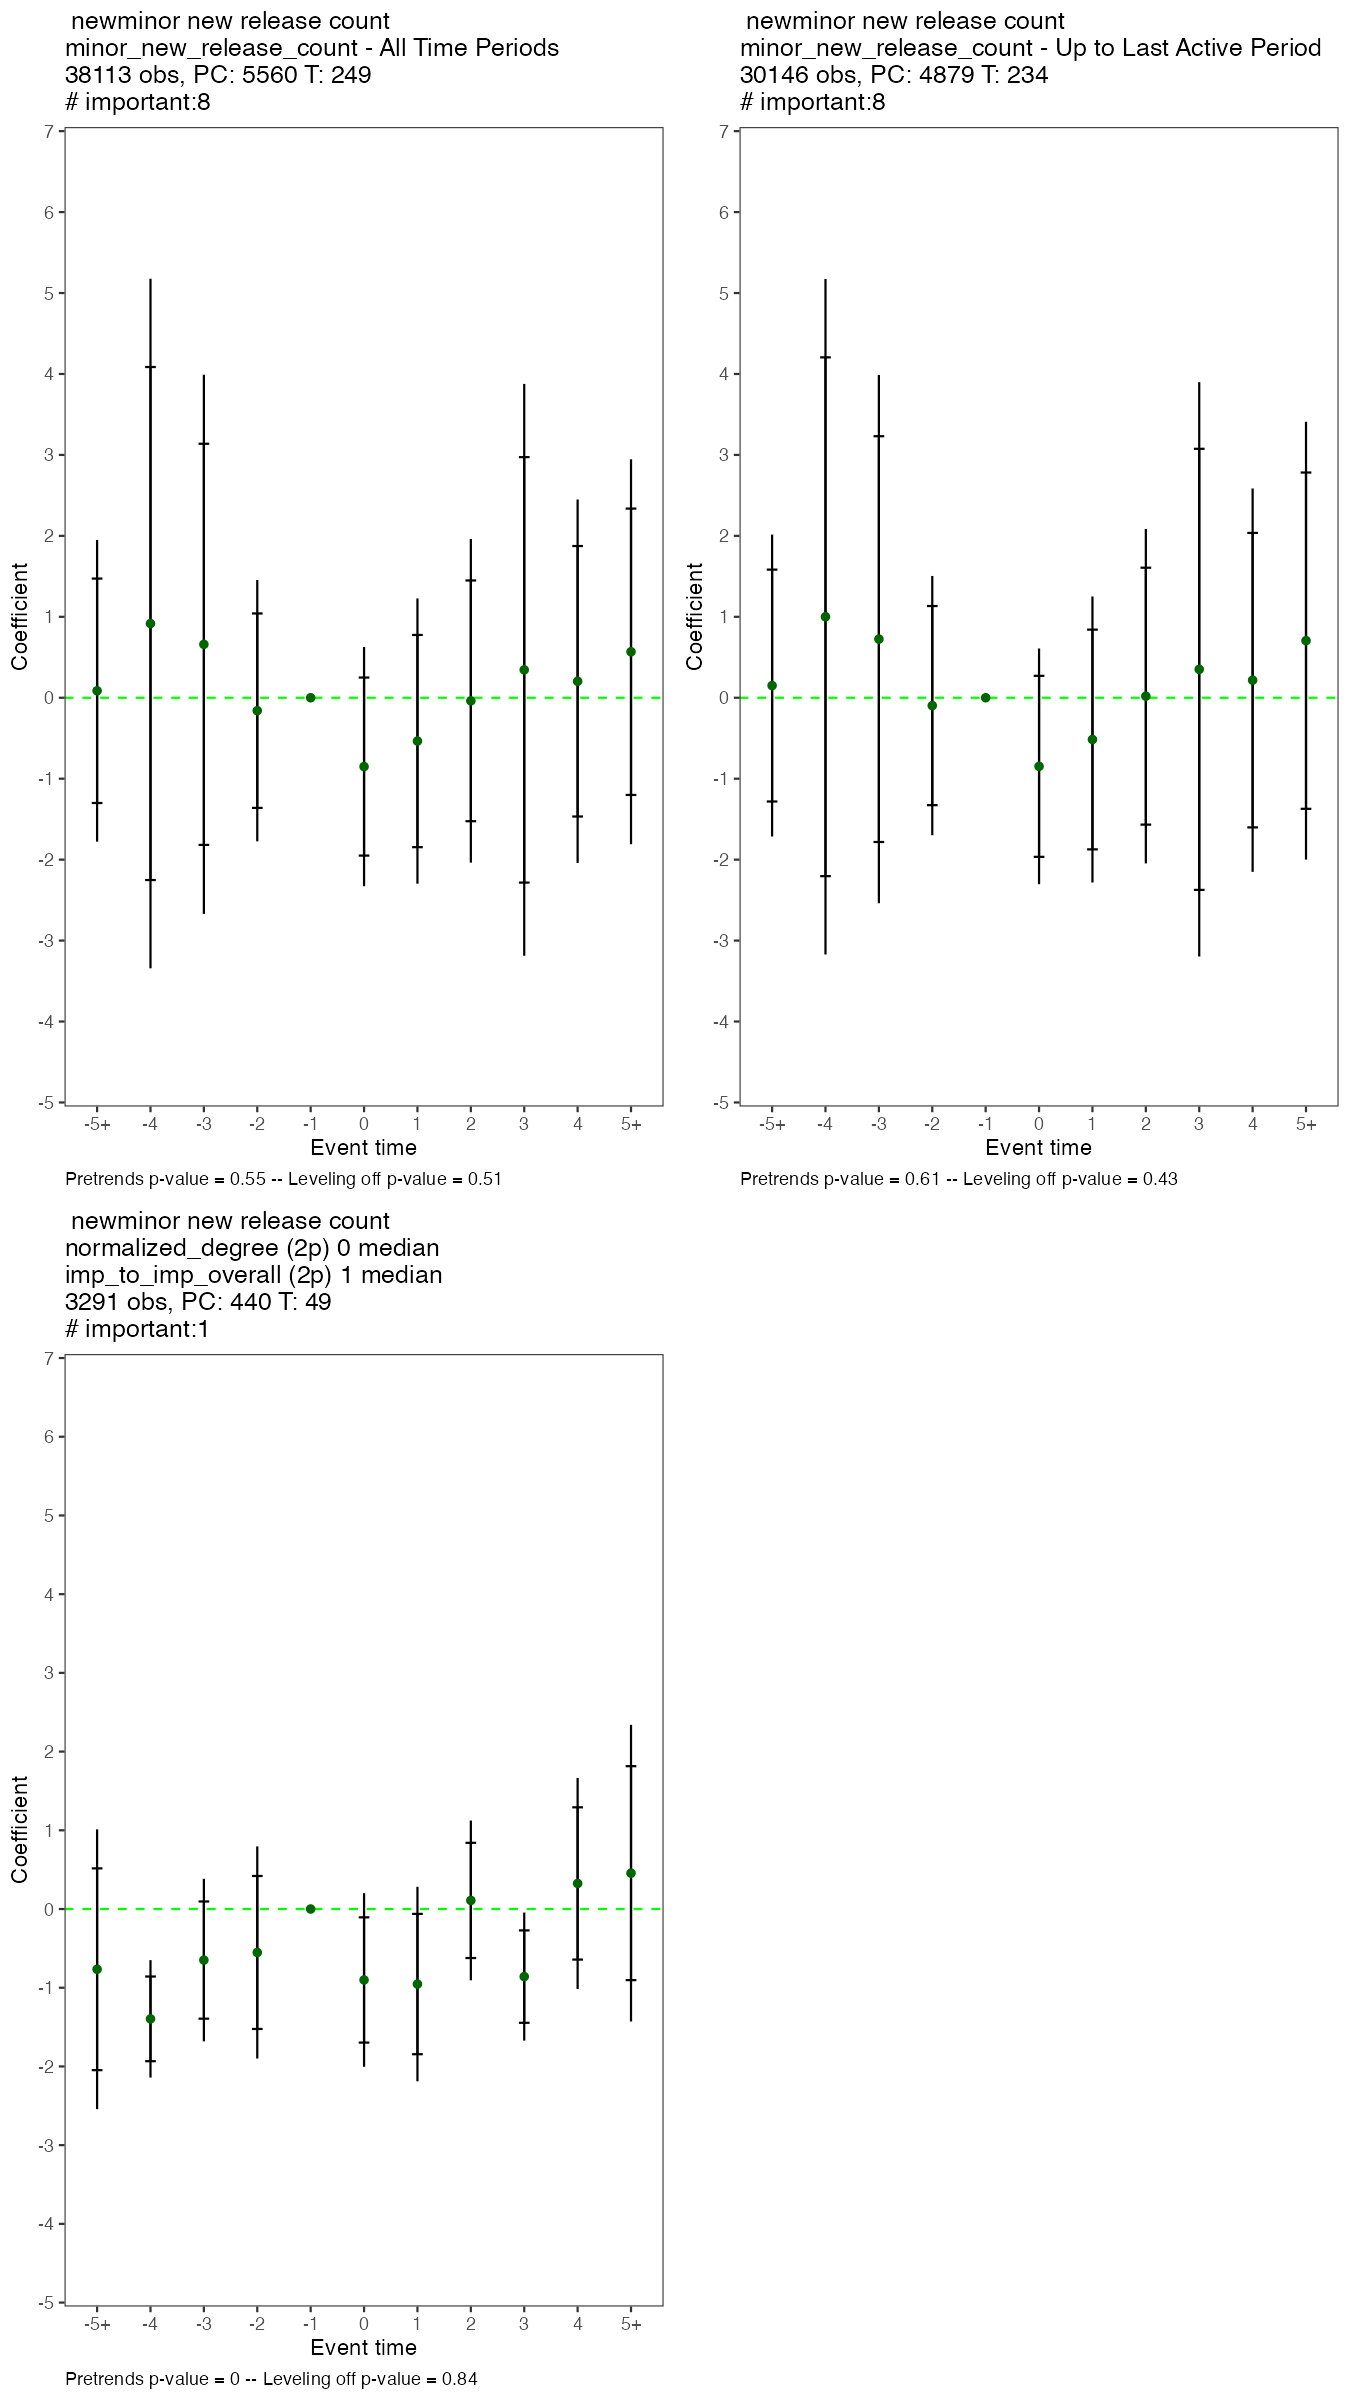 newminor new release count
minor_new_release_count - All Time Periods
38113 obs, PC: 5560 T: 249
# important:8
7
6
5
4
3
2
1
0
-1
-2
-3
-4
-5
Coefficient
-5+ -4 -3 -2 -1 0 1 2 3 4 5+
Event time
Pretrends p-value = 0.55 -- Leveling off p-value = 0.51
newminor new release count
minor_new_release_count - Up to Last Active Period
30146 obs, PC: 4879 T: 234
# important:8
7
6
5
4
3
2
1
0
-1
-2
-3
-4
-5
Coefficient
-5+ -4 -3 -2 -1 0 1 2 3 4 5+
Event time
Pretrends p-value = 0.61 -- Leveling off p-value = 0.43
newminor new release count
normalized_degree (2p) 0 median
imp_to_imp_overall (2p) 1 median
3291 obs, PC: 440 T: 49
# important:1
7
6
5
4
3
2
1
0
-1
-2
-3
-4
-5
Coefficient
-5+ -4 -3 -2 -1 0 1 2 3 4 5+
Event time
Pretrends p-value = 0 -- Leveling off p-value = 0.84